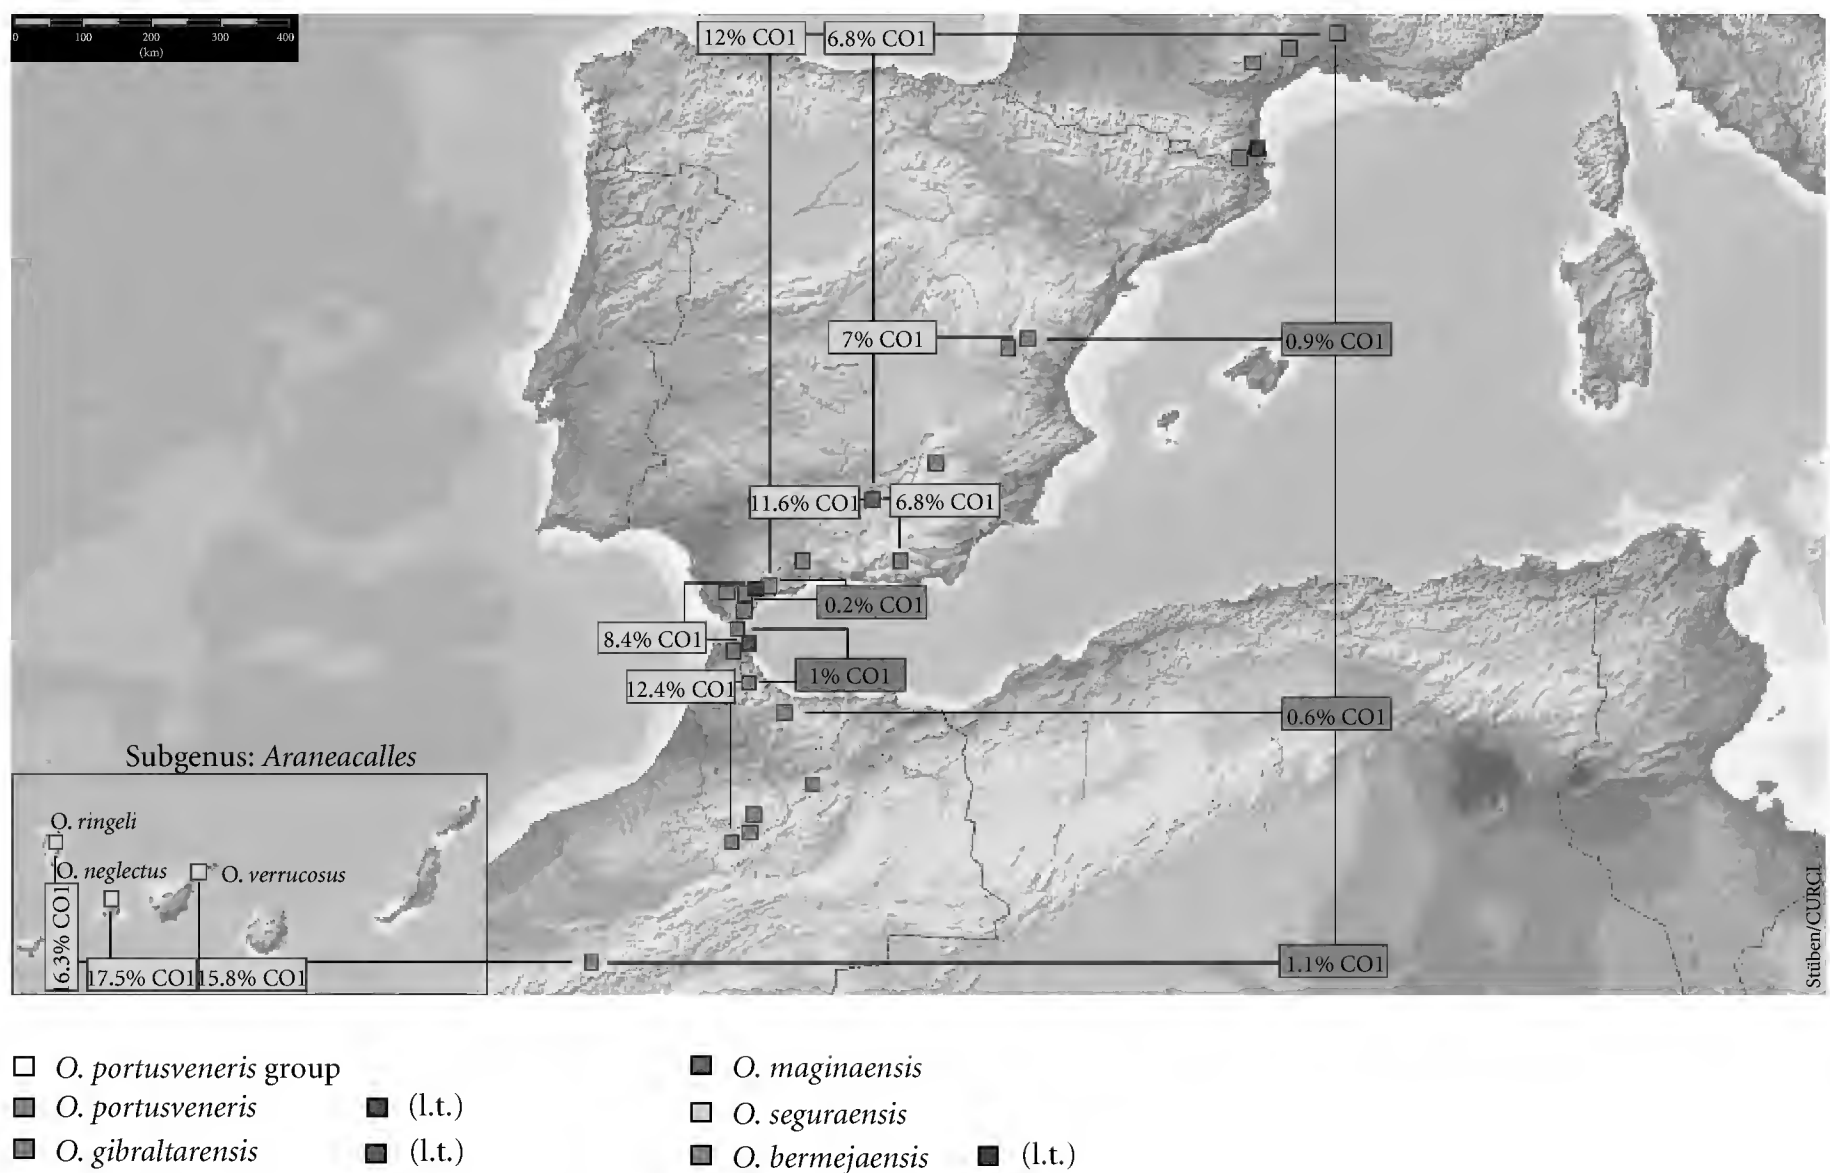 0 100 200 300 400
(km)
12% CO1 6.8% CO1
7% CO1 0.9% CO1
11.6% CO1 6.8% CO1
0.2% CO1
8.4% CO1
1% CO1
12.4% CO1
0.6% CO1
Subgenus: Araneacalles
O. ringeli
O. neglectus O. verrucosus
16.3% CO1
17.5% CO1 15.8% CO1
1.1% CO1
Stüben/CURCI
O. portusveneris group
O. portusveneris (l.t.)
O. gibraltarensis (l.t.)
O. maginaensis
O. seguraensis
O. bermejaensis (l.t.)